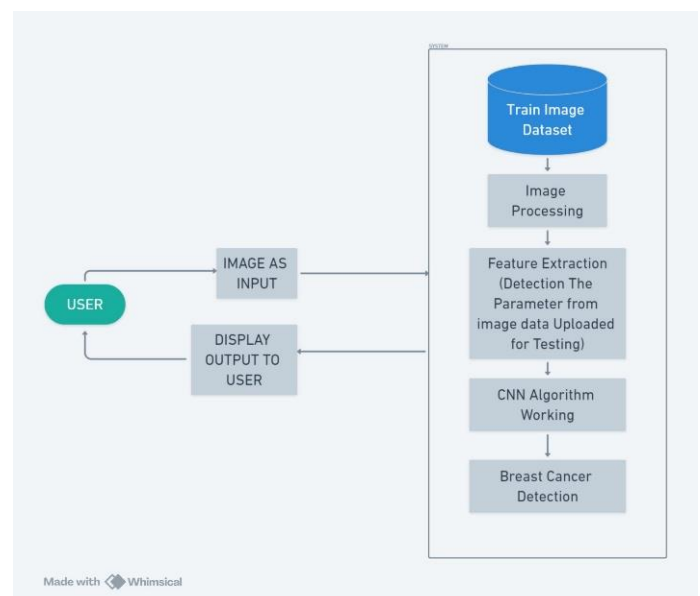 SYSTEM
Train Image
Dataset
Image
Processing
Feature Extraction
(Detection The
Parameter from
image data Uploaded
for Testing)
CNN Algorithm
Working
Breast Cancer
Detection
IMAGE AS
INPUT
USER
DISPLAY
OUTPUT TO
USER
Made with Whimsical